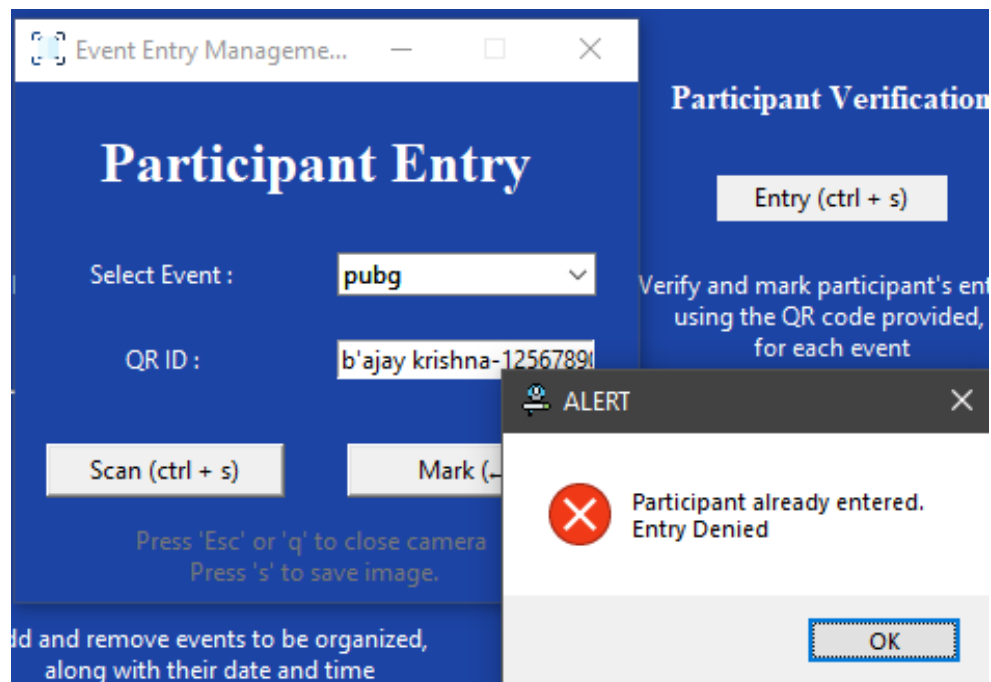 Event Entry Manageme...
Participant Entry
Select Event :
pubg
QR ID :
b'ajay krishna-12567890
Scan (ctrl + s)
Mark (
Press 'Esc' or 'q' to close camera
Press 's' to save image.
Participant Verification
Entry (ctrl + s)
Verify and mark participant's ent
using the QR code provided,
for each event
ALERT
Participant already entered.
Entry Denied
OK
dd and remove events to be organized,
along with their date and time